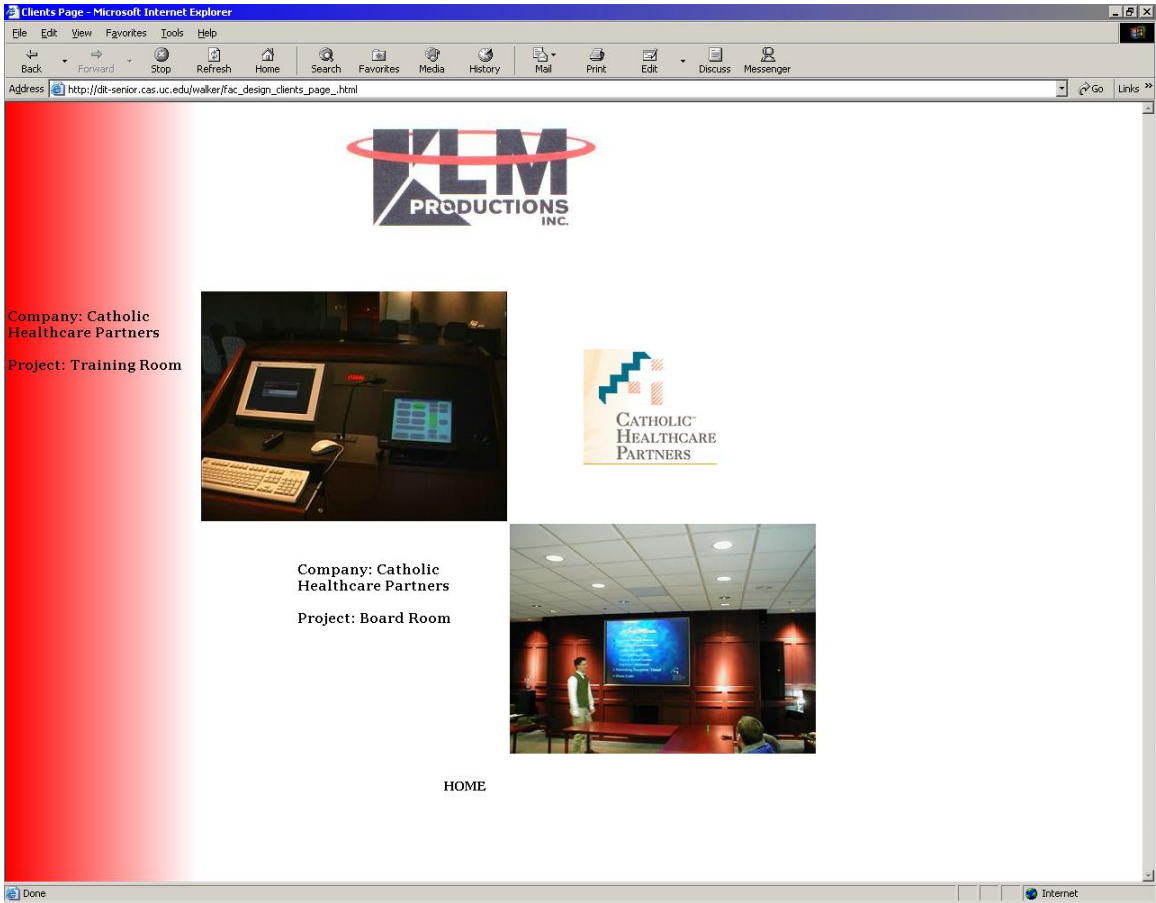 Clients Page - Microsoft Internet Explorer
File Edit View Favorites Tools Help
Back Forward Stop Refresh Home Search Favorites Media History Mail Print Edit Discuss Messenger
Address http://dit-senior.cas.uc.edu/walker/fac_design_clients_page_.html Go Links »
KLM
PRODUCTIONS
INC.
Company: Catholic
Healthcare Partners
Project: Training Room
CATHOLIC
HEALTHCARE
PARTNERS
Company: Catholic
Healthcare Partners
Project: Board Room
HOME
Done Internet